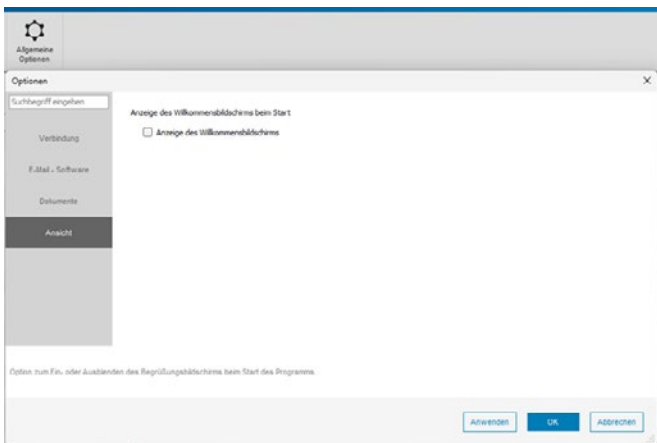 Allgemeine
Optionen
Optionen
Suchbegriff eingeben
Anzeige des Willkommensbildschirms beim Start
Anzeige des Willkommensbildschirms
Verbindung
E-Mail - Software
Dokumente
Ansicht
Option zum Ein- oder Ausblenden des Begrüßungsbildschirms beim Start des Programms.
Anwenden
OK
Abbrechen